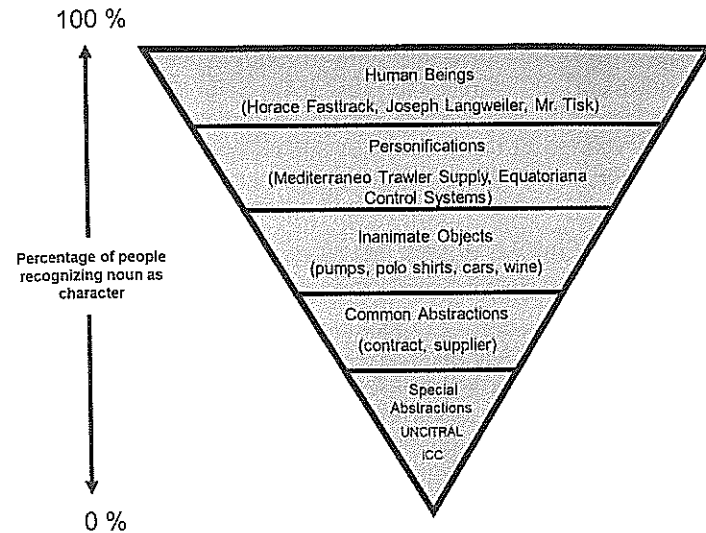 100 %
Human Beings
(Horace Fasttrack, Joseph Langweiler, Mr. Tisk)
Personifications
(Mediterraneo Trawler Supply, Equatoriana
Control Systems)
Percentage of people
recognizing noun as
character
Inanimate Objects
(pumps, polo shirts, cars, wine)
Common Abstractions
(contract, supplier)
Special
Abstractions
UNCITRAL
ICC
0 %